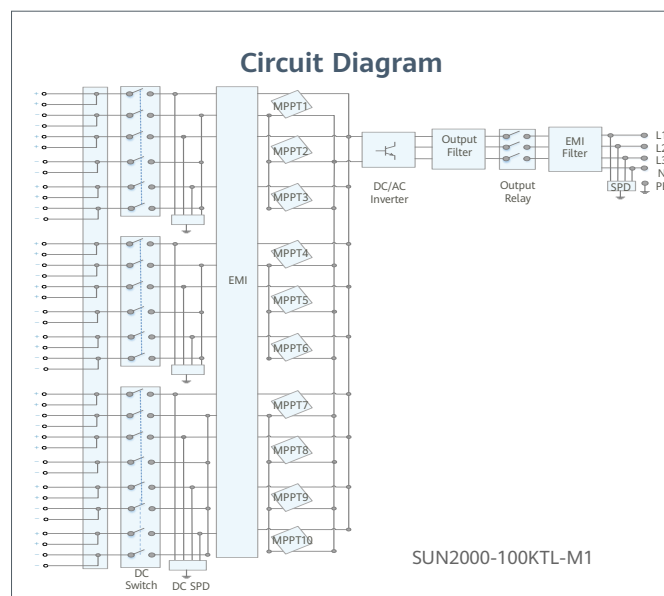 Circuit Diagram
MPPT1
MPPT2
MPPT3
MPPT4
EMI
MPPT5
MPPT6
MPPT7
MPPT8
MPPT9
MPPT10
DC
Switch
DC SPD
DC/AC
Inverter
Output
Filter
Output
Relay
EMI
Filter
SPD
L1
L2
L3
N
SUN2000-100KTL-M1